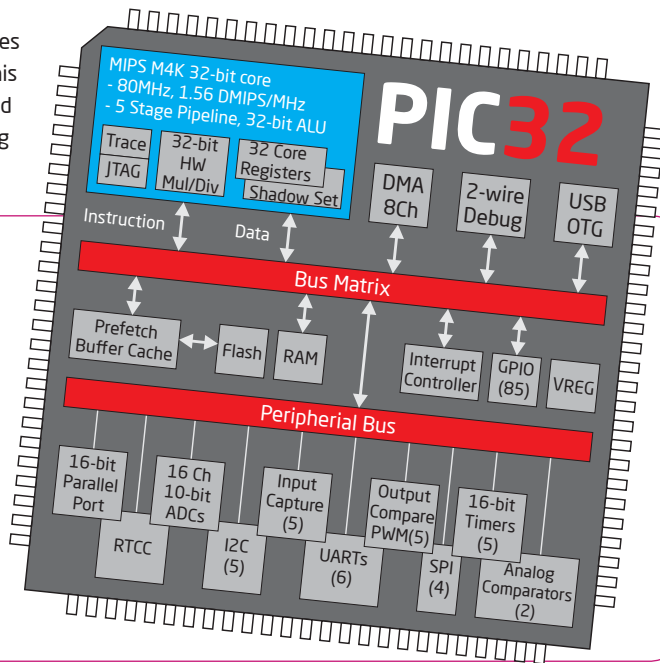 es
his
d
g
MIPS M4K 32-bit core
- 80MHz, 1.56 DMIPS/MHz
- 5 Stage Pipeline, 32-bit ALU
Trace
JTAG
32-bit
HW
Mul/Div
32 Core
Registers
Shadow Set
PIC32
DMA
8Ch
2-wire
Debug
USB
OTG
Instruction
Data
Bus Matrix
Prefetch
Buffer Cache
Flash
RAM
Interrupt
Controller
GPIO
(85)
VREG
Peripherial Bus
16-bit
Parallel
Port
RTCC
16 Ch
10-bit
ADCs
I2C
(5)
Input
Capture
(5)
UARTs
(6)
Output
Compare
PWM(5)
SPI
(4)
16-bit
Timers
(5)
Analog
Comparators
(2)